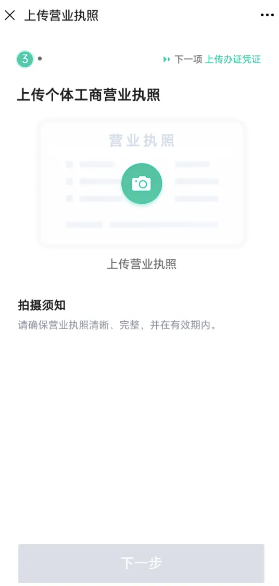 上传营业执照
3
下一项 上传办证凭证
上传个体工商营业执照
营业执照
上传营业执照
拍摄须知
请确保营业执照清晰、完整，并在有效期内。
下一步